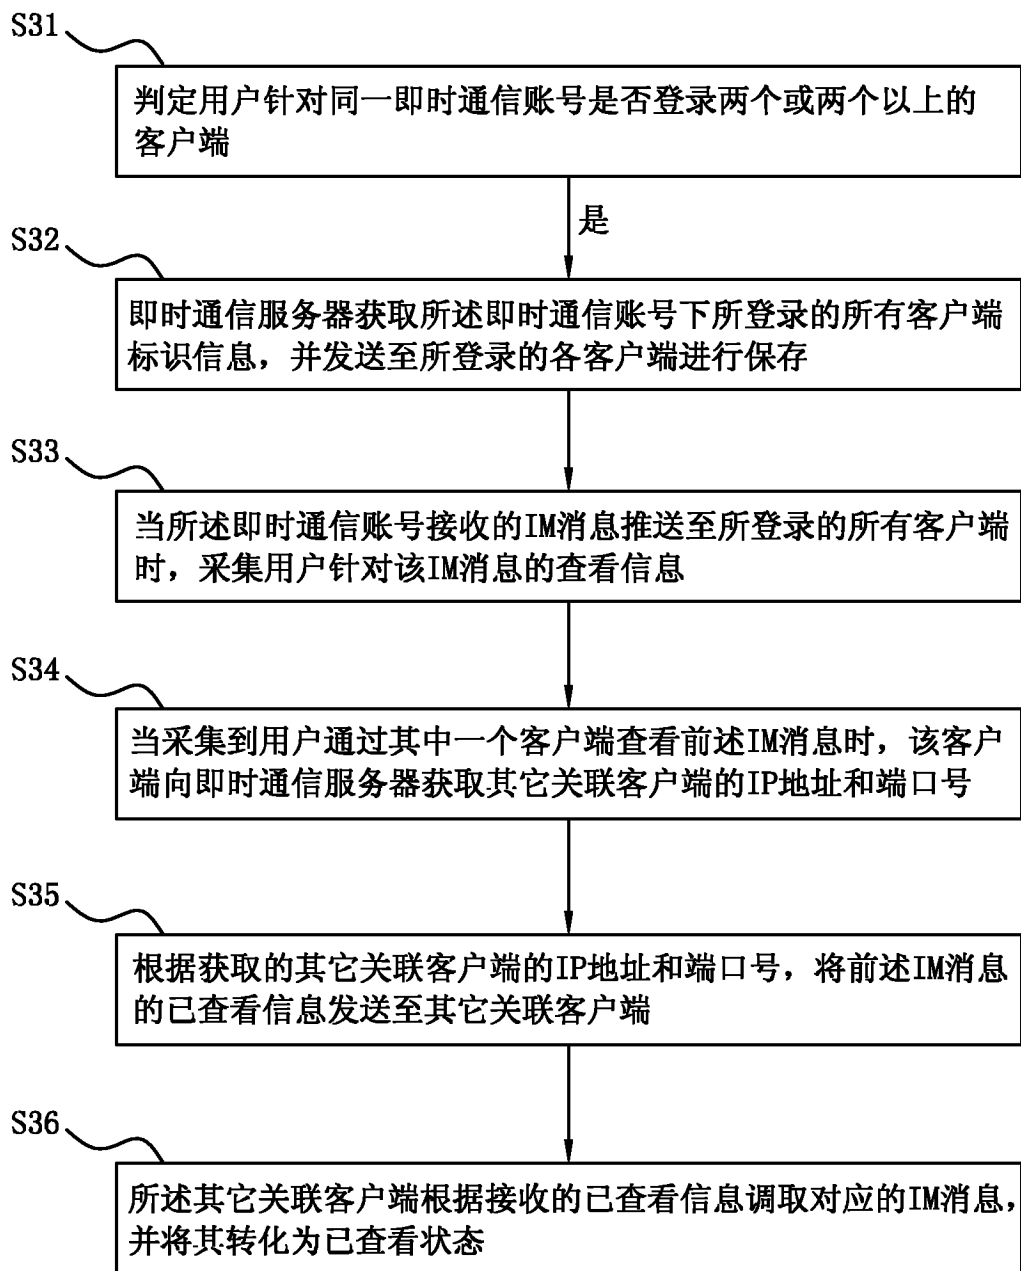 S31
判定用户针对同一即时通信账号是否登录两个或两个以上的
客户端
是
S32
即时通信服务器获取所述即时通信账号下所登录的所有客户端
标识信息，并发送至所登录的各客户端进行保存
S33
当所述即时通信账号接收的IM消息推送至所登录的所有客户端
时，采集用户针对该IM消息的查看信息
S34
当采集到用户通过其中一个客户端查看前述IM消息时，该客户
端向即时通信服务器获取其它关联客户端的IP地址和端口号
S35
根据获取的其它关联客户端的IP地址和端口号，将前述IM消息
的已查看信息发送至其它关联客户端
S36
所述其它关联客户端根据接收的已查看信息调取对应的IM消息，
并将其转化为已查看状态